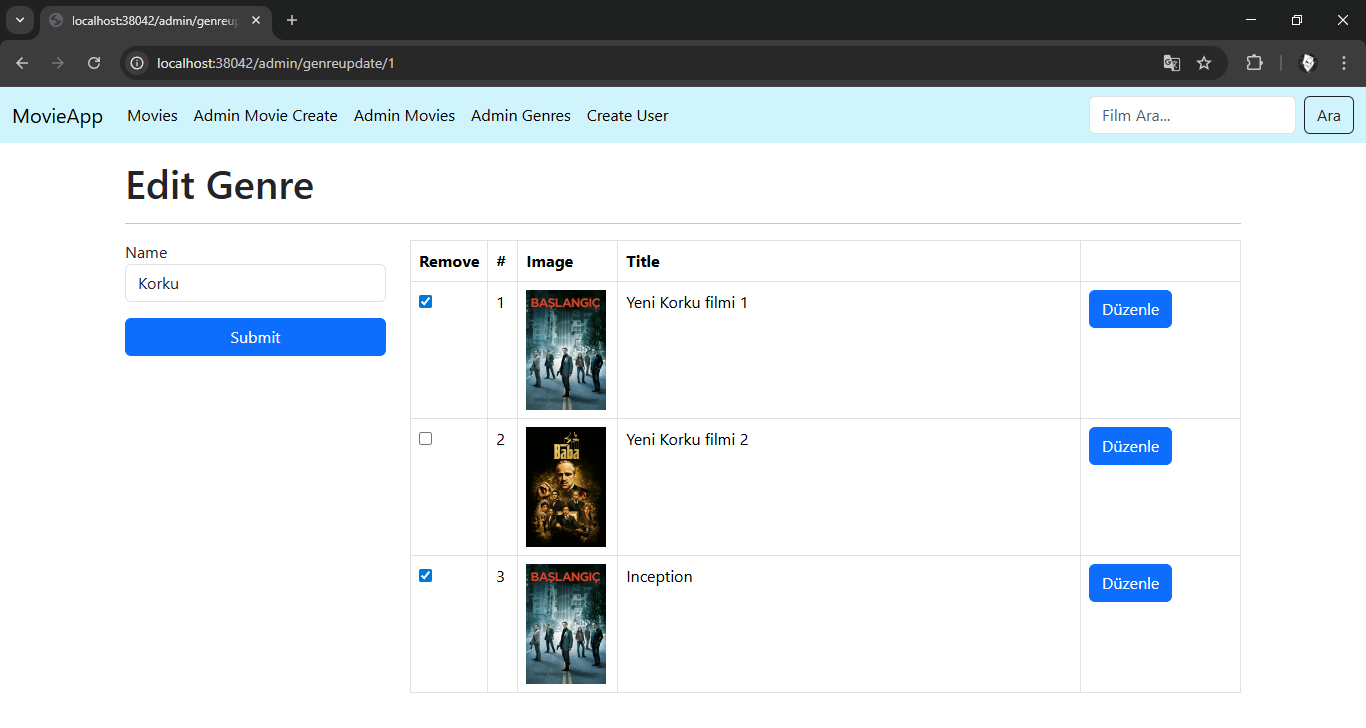 localhost:38042/admin/genreup
localhost:38042/admin/genreupdate/1
MovieApp Movies Admin Movie Create Admin Movies Admin Genres Create User Film Ara... Ara
Edit Genre
Name
Korku
Submit
Remove # Image Title
1 BAŞLANGIÇ Yeni Korku filmi 1 Düzenle
2 Baba Yeni Korku filmi 2 Düzenle
3 BAŞLANGIÇ Inception Düzenle